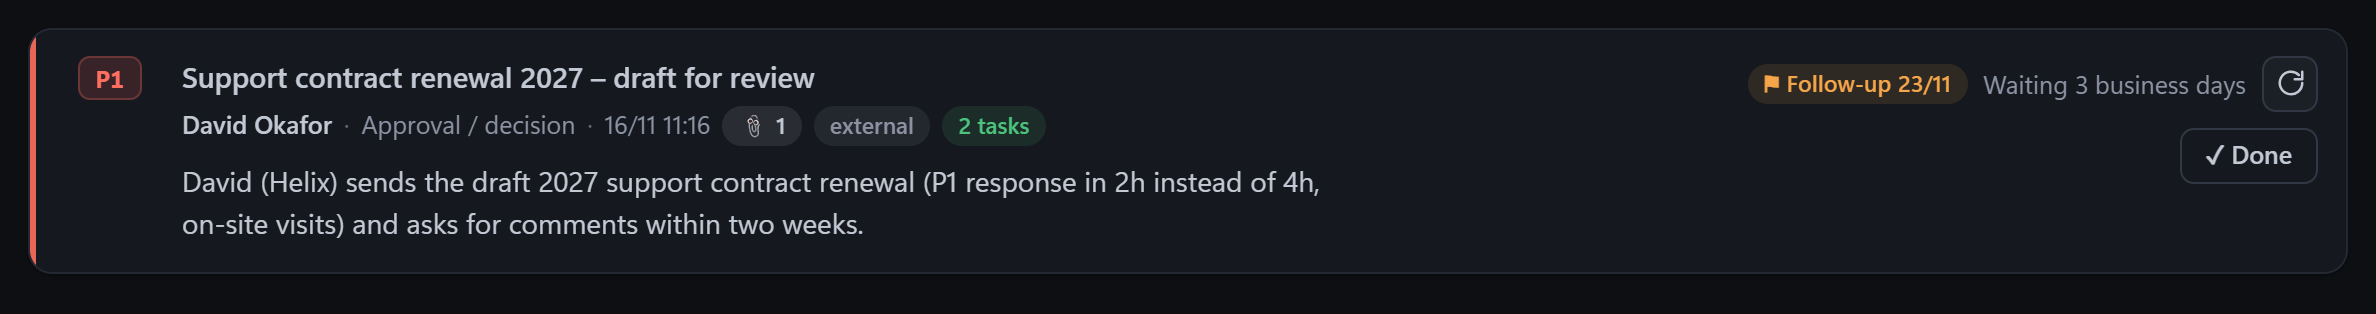 P1
Support contract renewal 2027 – draft for review
Follow-up 23/11
Waiting 3 business days
David Okafor · Approval / decision · 16/11 11:16 1 external 2 tasks
✓ Done
David (Helix) sends the draft 2027 support contract renewal (P1 response in 2h instead of 4h,
on-site visits) and asks for comments within two weeks.